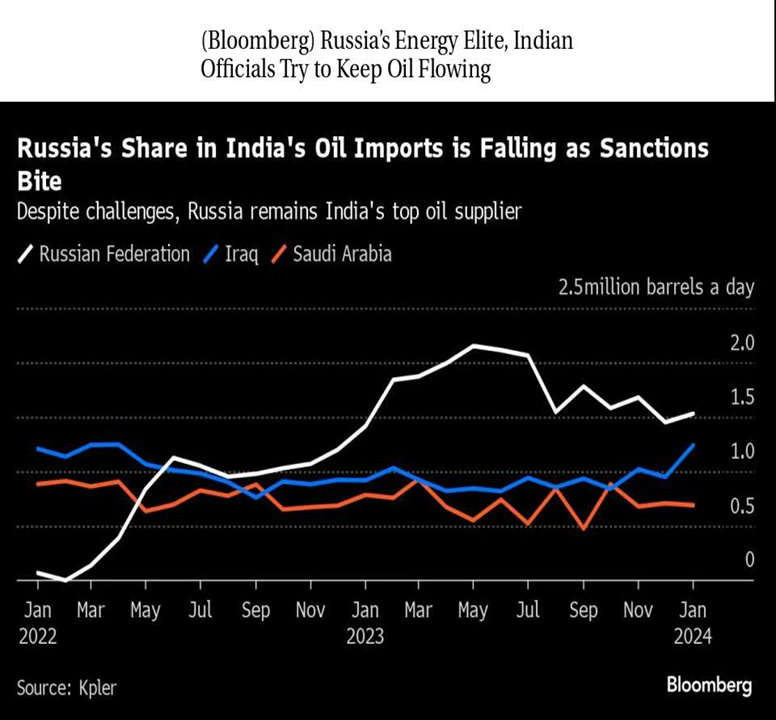 (Bloomberg) Russia's Energy Elite, Indian
Officials Try to Keep Oil Flowing
Russia's Share in India's Oil Imports is Falling as Sanctions
Bite
Despite challenges, Russia remains India's top oil supplier
Russian Federation Iraq Saudi Arabia
2.5million barrels a day
2.0
1.5
1.0
0.5
0
Jan Mar May Jul Sep Nov Jan Mar May Jul Sep Nov Jan
2022 2023 2024
Source: Kpler Bloomberg